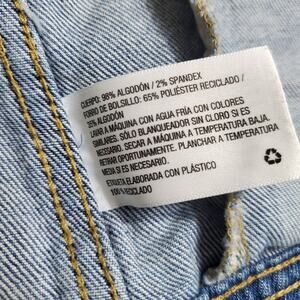 CUERPO: 98% ALGODÓN / 2% SPANDEX
FORRO DE BOLSILLO: 65% POLIÉSTER RECICLADO /
35% ALGODÓN
LAVAR A MÁQUINA CON AGUA FRÍA CON COLORES
SIMILARES. SÓLO BLANQUEADOR SIN CLORO SI ES
NECESARIO. SECAR A MÁQUINA A TEMPERATURA BAJA.
RETIRAR OPORTUNAMENTE. PLANCHAR A TEMPERATURA
MEDIA SI ES NECESARIO.
ETIQUETA ELABORADA CON PLÁSTICO
100% RECICLADO